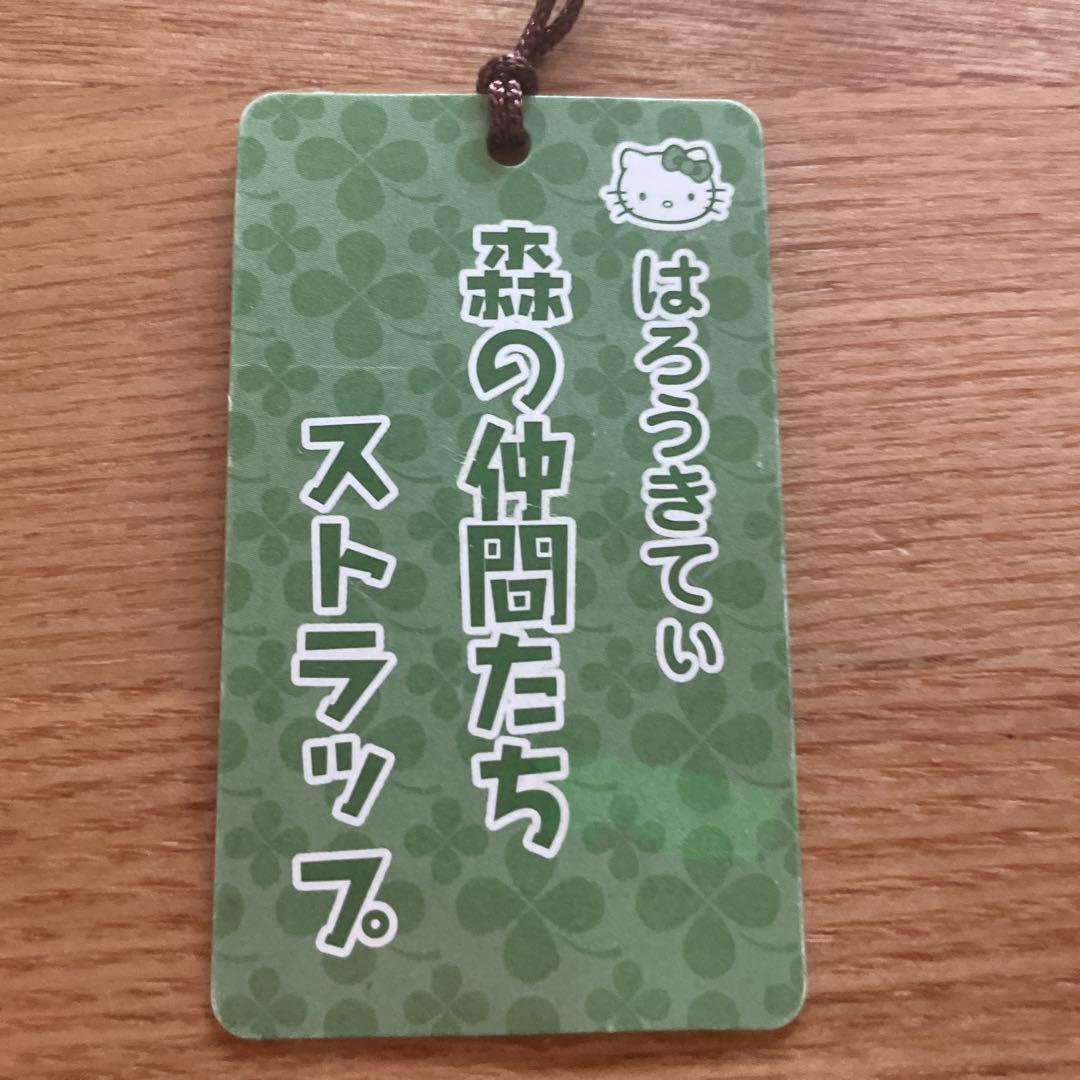 はろうきてぃ
森の仲間たち
ストラップ